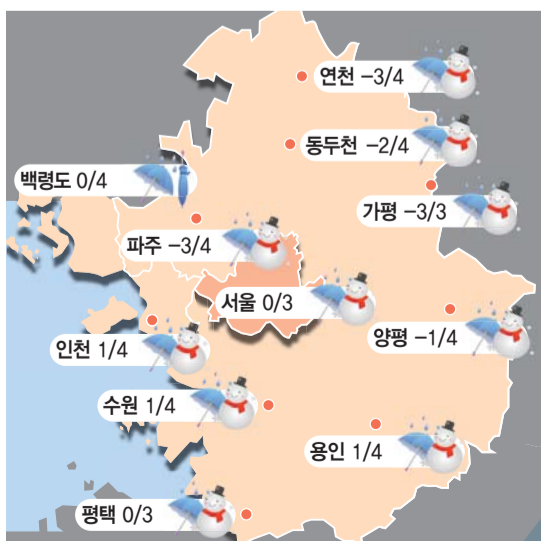 연천 -3/4
동두천 -2/4
백령도 0/4
가평 -3/3
파주 -3/4
서울 0/3
양평 -1/4
인천 1/4
수원 1/4
용인 1/4
평택 0/3